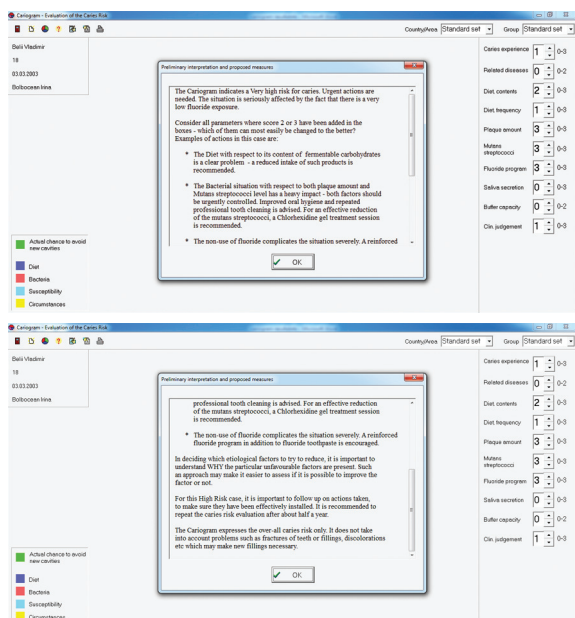 Cariogram - Evaluation of the Caries Risk
Country/Area Standard set Group Standard set
Belii Vladimir
18
03.03.2003
Bolbocean Irina
Preliminary interpretation and proposed measures
The Cariogram indicates a Very high risk for caries. Urgent actions are
needed. The situation is seriously affected by the fact that there is a very
low fluoride exposure.
Consider all parameters where score 2 or 3 have been added in the
boxes - which of them can most easily be changed to the better?
Examples of actions in this case are:
* The Diet with respect to its content of fermentable carbohydrates
is a clear problem - a reduced intake of such products is
recommended.
* The Bacterial situation with respect to both plaque amount and
Mutans streptococci level has a heavy impact - both factors should
be urgently controlled. Improved oral hygiene and repeated
professional tooth cleaning is advised. For an effective reduction
of the mutans streptococci, a Chlorhexidine gel treatment session
is recommended.
* The non-use of fluoride complicates the situation severely. A reinforced
OK
Caries experience 1 0-3
Related diseases 0 0-2
Diet, contents 2 0-3
Diet, frequency 1 0-3
Plaque amount 3 0-3
Mutans
streptococci 3 0-3
Fluoride program 3 0-3
Saliva secretion 0 0-3
Buffer capacity 0 0-2
Clin. judgement 1 0-3
Actual chance to avoid
new cavities
Diet
Bacteria
Susceptibility
Circumstances
Cariogram - Evaluation of the Caries Risk
Country/Area Standard set Group Standard set
Belii Vladimir
18
03.03.2003
Bolbocean Irina
Preliminary interpretation and proposed measures
professional tooth cleaning is advised. For an effective reduction
of the mutans streptococci, a Chlorhexidine gel treatment session
is recommended.
* The non-use of fluoride complicates the situation severely. A reinforced
fluoride program in addition to fluoride toothpaste is encouraged.
In deciding which etiological factors to try to reduce, it is important to
understand WHY the particular unfavourable factors are present. Such
an approach may make it easier to assess if it is possible to improve the
factor or not.
For this High Risk case, it is important to follow up on actions taken,
to make sure they have been effectively installed. It is recommended to
repeat the caries risk evaluation after about half a year.
The Cariogram expresses the over-all caries risk only. It does not take
into account problems such as fractures of teeth or fillings, discolorations
etc which may make new fillings necessary.
OK
Caries experience 1 0-3
Related diseases 0 0-2
Diet, contents 2 0-3
Diet, frequency 1 0-3
Plaque amount 3 0-3
Mutans
streptococci 3 0-3
Fluoride program 3 0-3
Saliva secretion 0 0-3
Buffer capacity 0 0-2
Clin. judgement 1 0-3
Actual chance to avoid
new cavities
Diet
Bacteria
Susceptibility
Circumstances